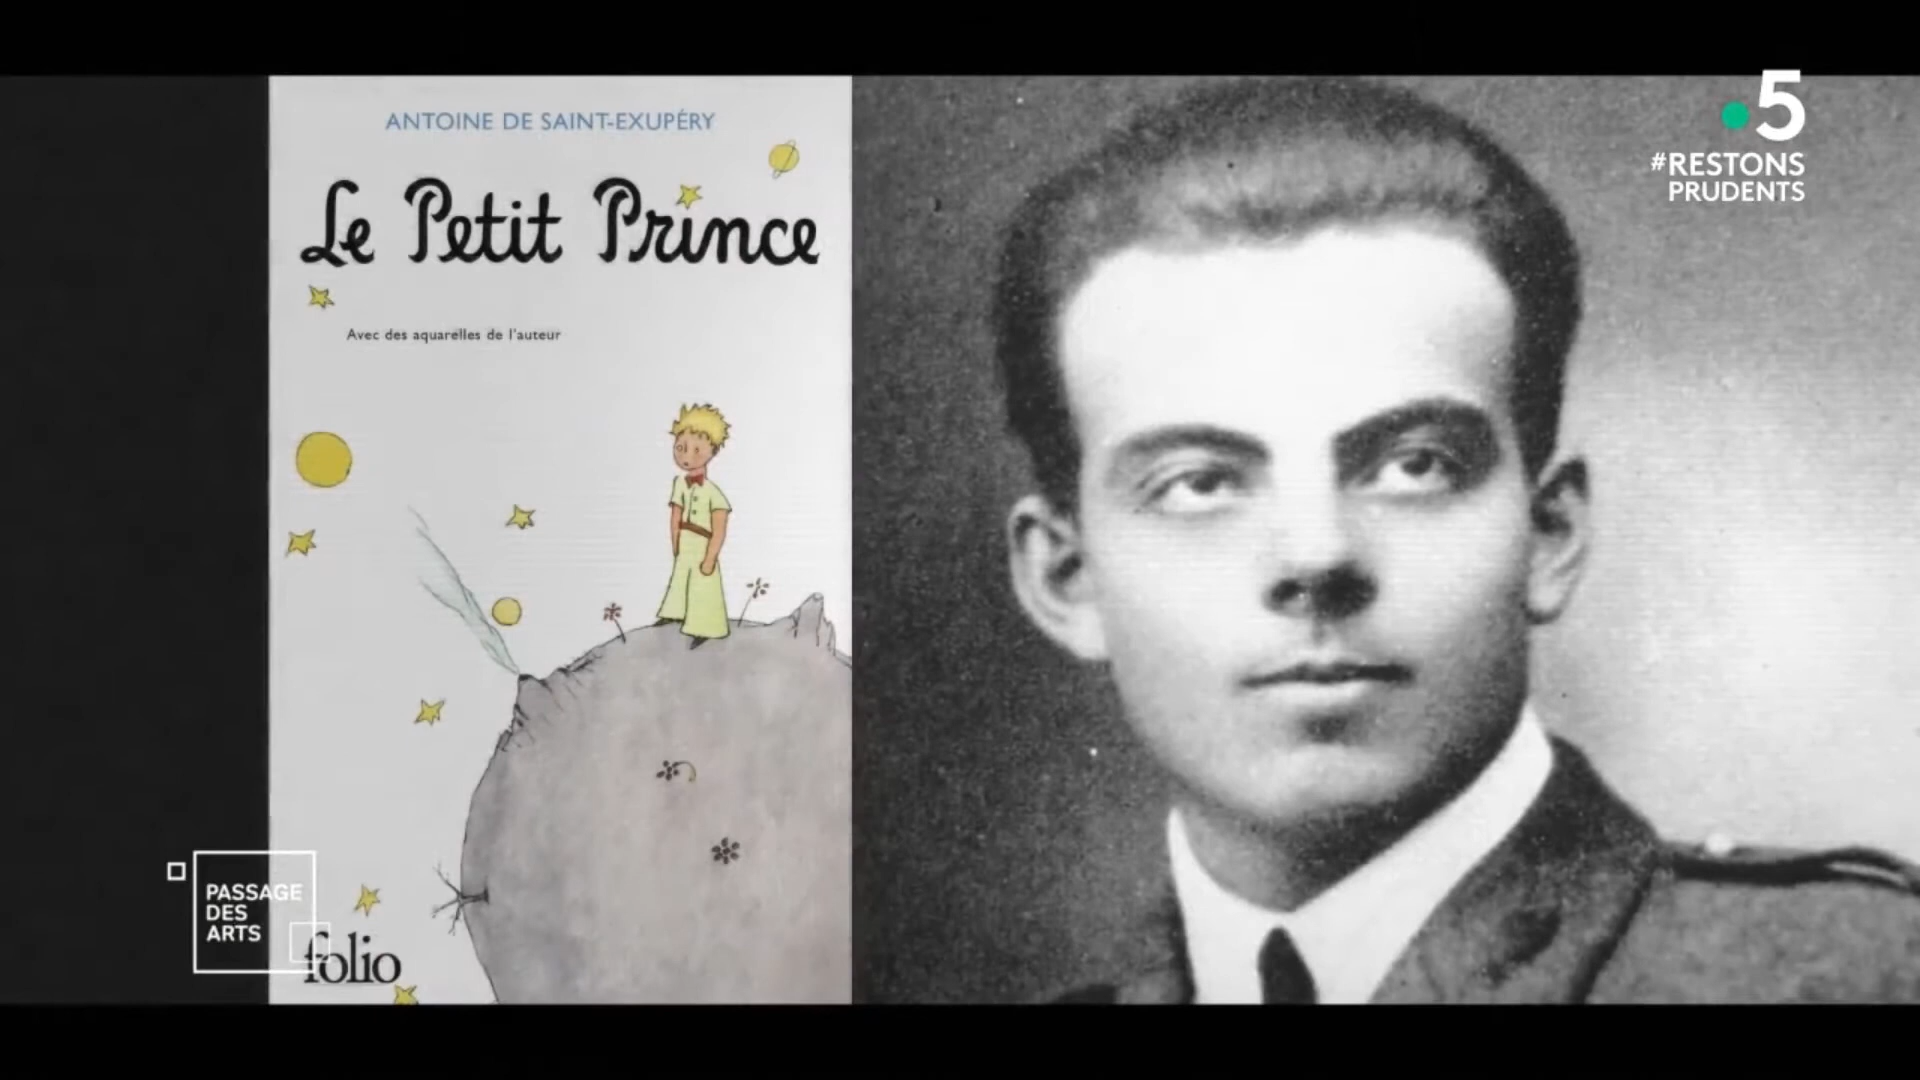 ANTOINE DE SAINT-EXUPÉRY
Le Petit Prince
Avec des aquarelles de l'auteur
folio
PASSAGE
DES
ARTS
5
#RESTONS
PRUDENTS